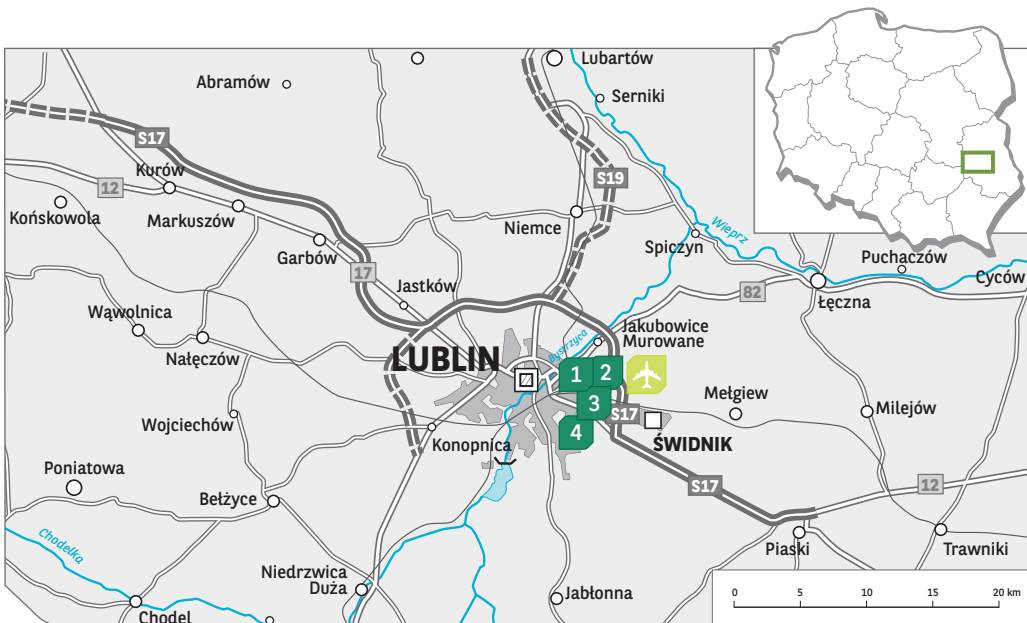 Lubartów
Abramów
Serniki
S17
Kurów
S19
12
Końskowola
Markuszów
Niemce
Wieprz
Spiczyn
Garbów
Puchaczów
17
Cyców
Jastków
82
Łęczna
Wąwolnica
Jakubowice
Murowane
Bystrzyca
Nałęczów
LUBLIN
1
2
3
4
Mełgiew
Milejów
S17
Wojciechów
Konopnica
ŚWIDNIK
Poniatowa
S17
12
Bełżyce
Chodelka
Piaski
Trawniki
Niedrzwica
Duża
Jabłonna
Chodel
0 5 10 15 20 km